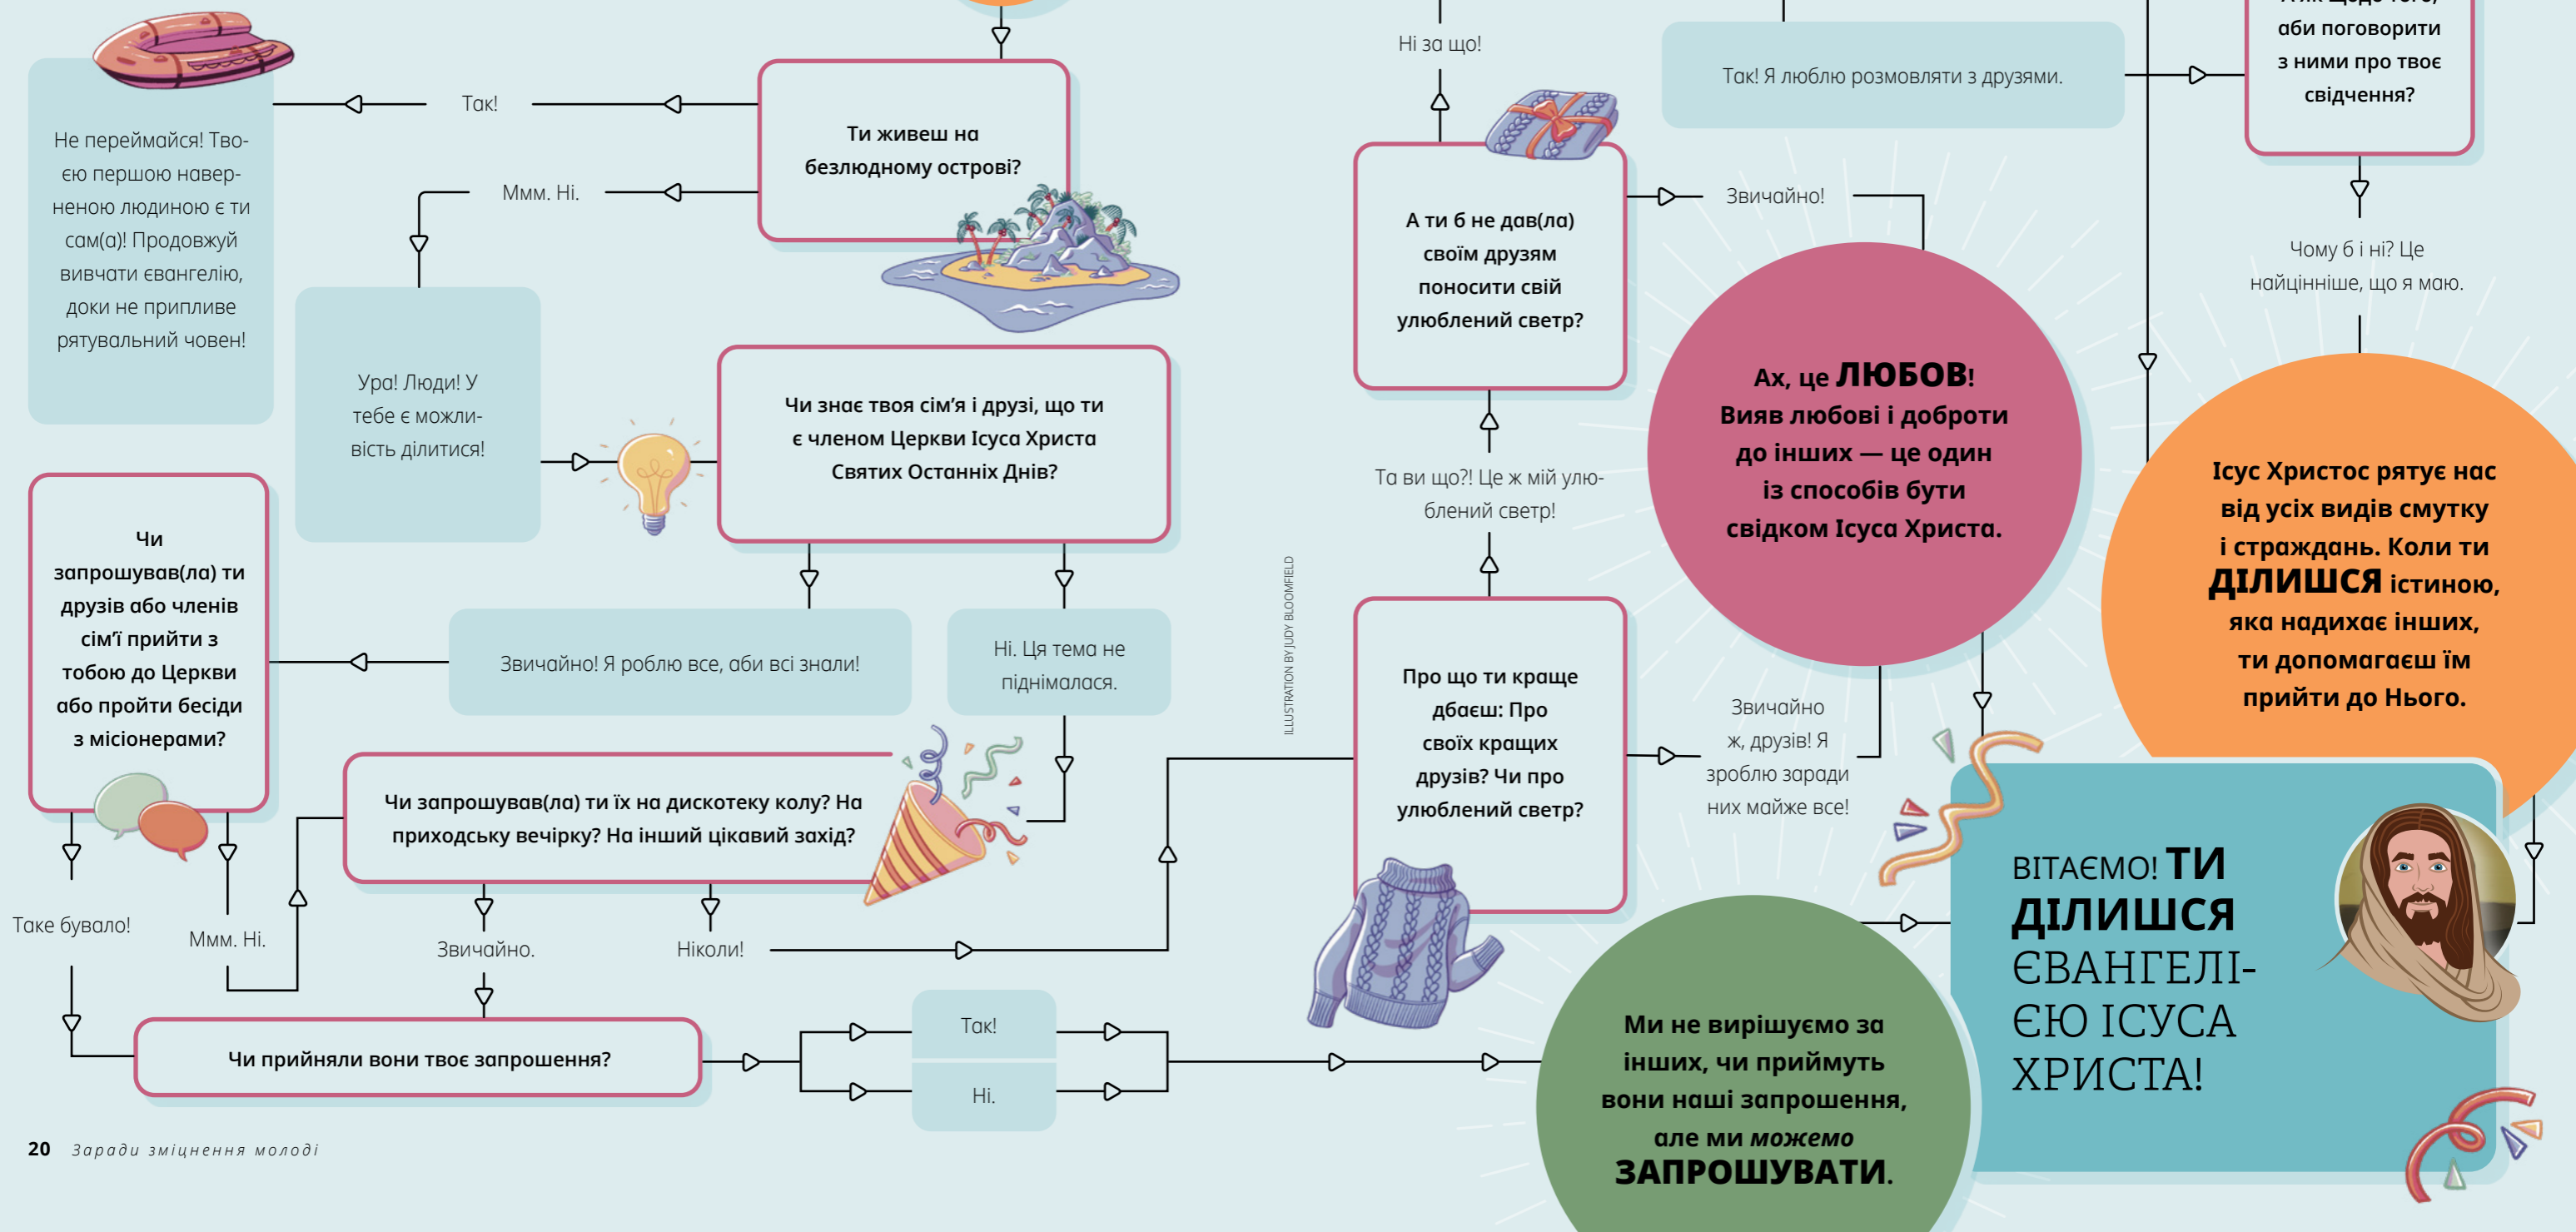 Так!
Ти живеш на
безлюдному острові?
Ммм. Ні.
Не переймайся! Тво-
єю першою навер-
неною людиною є ти
сам(а)! Продовжуй
вивчати євангелію,
доки не припливе
рятувальний човен!
Ура! Люди! У
тебе є можли-
вість ділитися!
Чи знає твоя сім’я і друзі, що ти
є членом Церкви Ісуса Христа
Святих Останніх Днів?
Звичайно! Я роблю все, аби всі знали!
Ні. Ця тема не
піднімалася.
Чи
запрошував(ла) ти
друзів або членів
сім’ї прийти з
тобою до Церкви
або пройти бесіди
з місіонерами?
Таке бувало!
Ммм. Ні.
Чи запрошував(ла) ти їх на дискотеку колу? На
приходську вечірку? На інший цікавий захід?
Звичайно.
Ніколи!
Чи прийняли вони твоє запрошення?
Так!
Ні.
20 Заради зміцнення молоді
ILLUSTRATION BY JUDY BLOOMFIELD
Ні за що!
А ти б не дав(ла)
своїм друзям
поносити свій
улюблений светр?
Звичайно!
Та ви що?! Це ж мій улю-
блений светр!
Про що ти краще
дбаєш: Про
своїх кращих
друзів? Чи про
улюблений светр?
Звичайно
ж, друзів! Я
зроблю заради
них майже все!
Так! Я люблю розмовляти з друзями.
аби поговорити
з ними про твоє
свідчення?
Чому б і ні? Це
найцінніше, що я маю.
Ах, це ЛЮБОВ!
Вияв любові і доброти
до інших — це один
із способів бути
свідком Ісуса Христа.
Ісус Христос рятує нас
від усіх видів смутку
і страждань. Коли ти
ДІЛИШСЯ істиною,
яка надихає інших,
ти допомагаєш їм
прийти до Нього.
Ми не вирішуємо за
інших, чи приймуть
вони наші запрошення,
але ми можемо
ЗАПРОШУВАТИ.
ВІТАЄМО! ТИ
ДІЛИШСЯ
ЄВАНГЕЛІ-
ЄЮ ІСУСА
ХРИСТА!